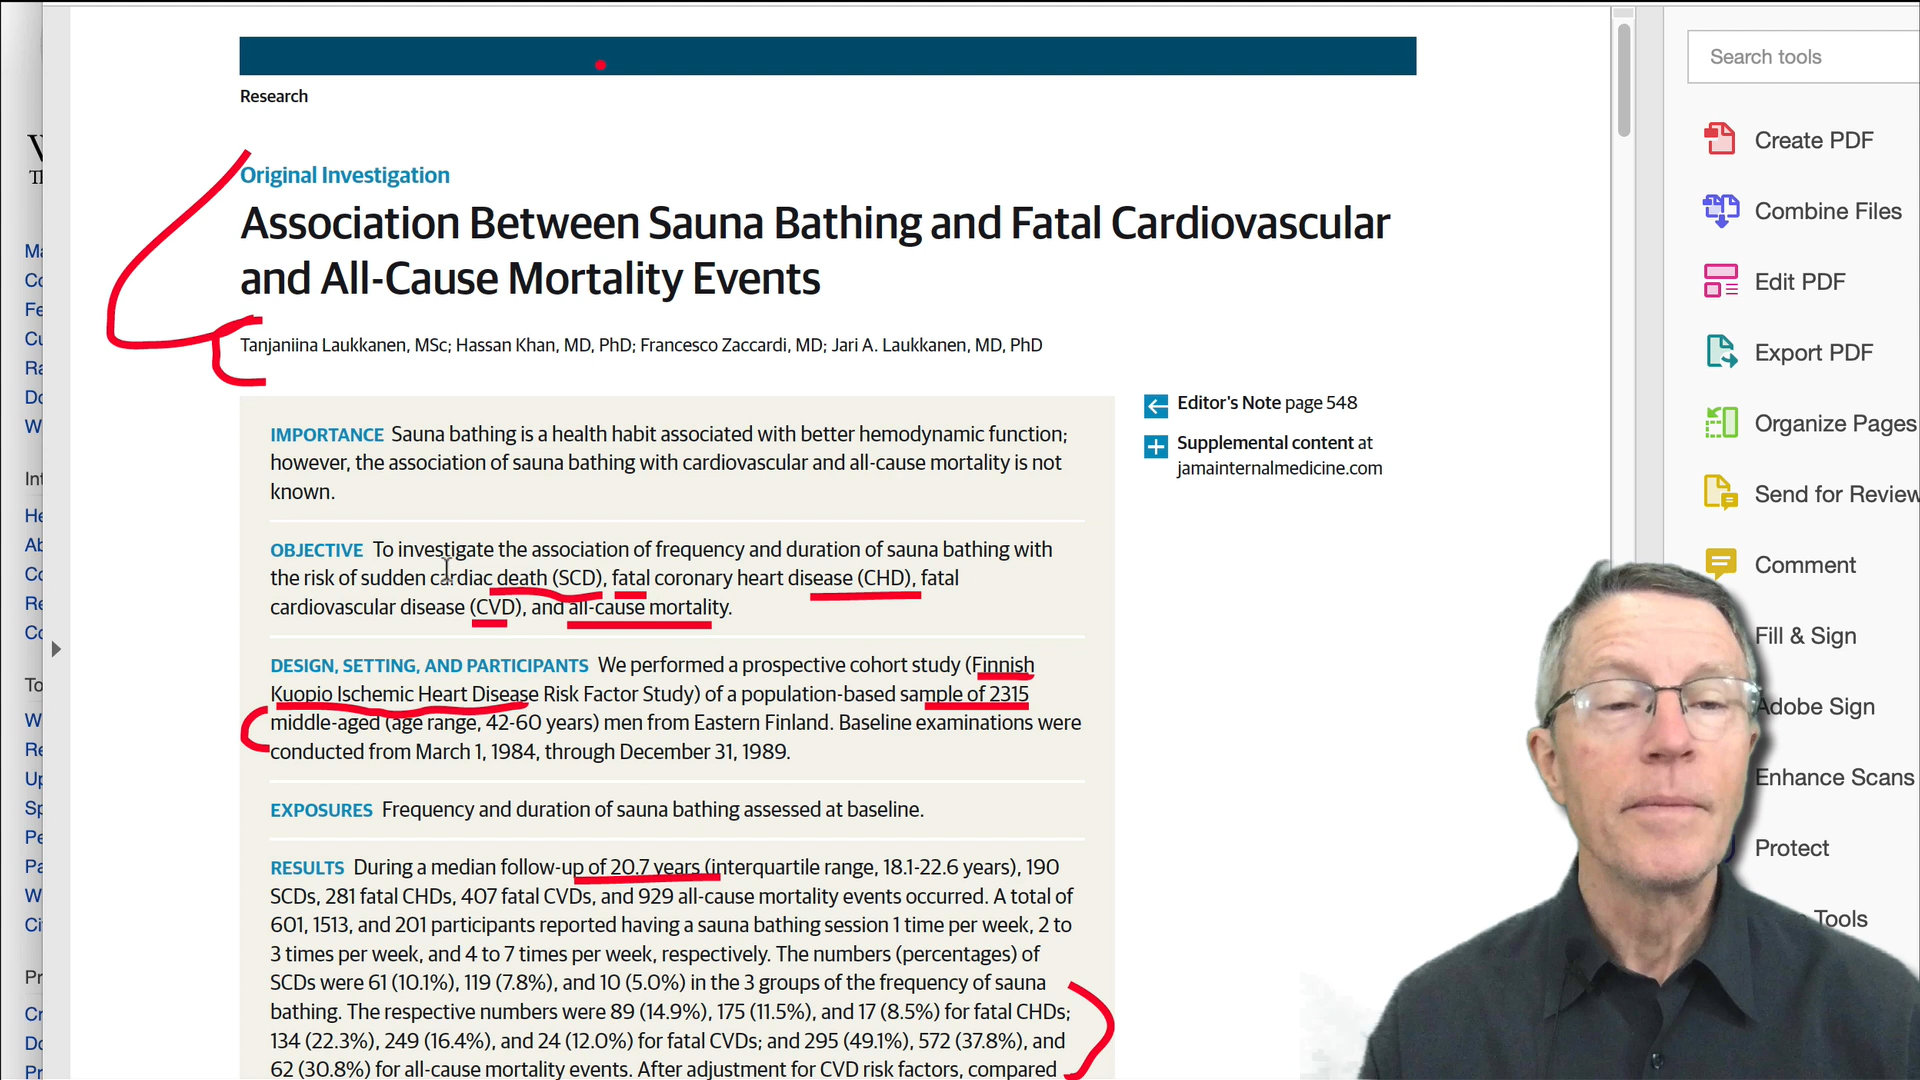 Research
Original Investigation
Association Between Sauna Bathing and Fatal Cardiovascular
and All-Cause Mortality Events
Tanjaniina Laukkanen, MSc; Hassan Khan, MD, PhD; Francesco Zaccardi, MD; Jari A. Laukkanen, MD, PhD
IMPORTANCE Sauna bathing is a health habit associated with better hemodynamic function;
however, the association of sauna bathing with cardiovascular and all-cause mortality is not
known.
OBJECTIVE To investigate the association of frequency and duration of sauna bathing with
the risk of sudden cardiac death (SCD), fatal coronary heart disease (CHD), fatal
cardiovascular disease (CVD), and all-cause mortality.
DESIGN, SETTING, AND PARTICIPANTS We performed a prospective cohort study (Finnish
Kuopio Ischemic Heart Disease Risk Factor Study) of a population-based sample of 2315
middle-aged (age range, 42-60 years) men from Eastern Finland. Baseline examinations were
conducted from March 1, 1984, through December 31, 1989.
EXPOSURES Frequency and duration of sauna bathing assessed at baseline.
RESULTS During a median follow-up of 20.7 years (interquartile range, 18.1-22.6 years), 190
SCDs, 281 fatal CHDs, 407 fatal CVDs, and 929 all-cause mortality events occurred. A total of
601, 1513, and 201 participants reported having a sauna bathing session 1 time per week, 2 to
3 times per week, and 4 to 7 times per week, respectively. The numbers (percentages) of
SCDs were 61 (10.1%), 119 (7.8%), and 10 (5.0%) in the 3 groups of the frequency of sauna
bathing. The respective numbers were 89 (14.9%), 175 (11.5%), and 17 (8.5%) for fatal CHDs;
134 (22.3%), 249 (16.4%), and 24 (12.0%) for fatal CVDs; and 295 (49.1%), 572 (37.8%), and
62 (30.8%) for all-cause mortality events. After adjustment for CVD risk factors, compared
Editor's Note page 548
Supplemental content at
jamainternalmedicine.com
Search tools
Create PDF
Combine Files
Edit PDF
Export PDF
Organize Pages
Send for Review
Comment
Fill & Sign
Adobe Sign
Enhance Scans
Protect
Tools